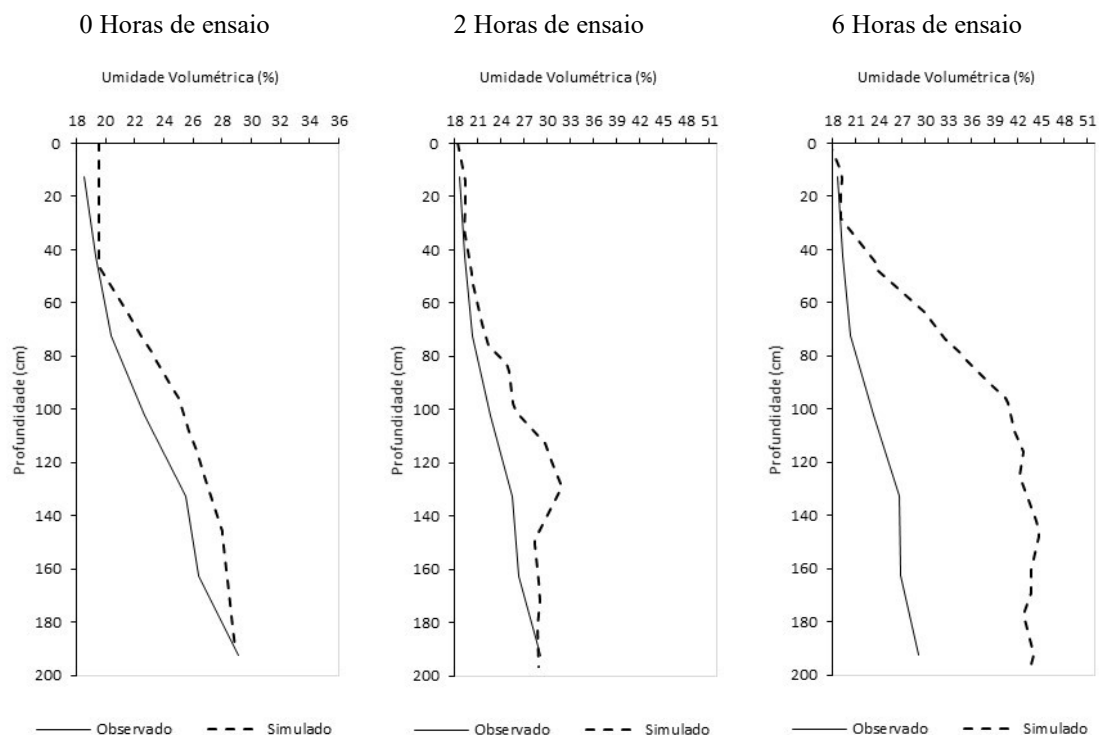 0 Horas de ensaio
Umidade Volumétrica (%)
18 20 22 24 26 28 30 32 34 36
0
20
40
60
80
100
120
140
160
180
200
Profundidade (cm)
Observado Simulado
2 Horas de ensaio
Umidade Volumétrica (%)
18 21 24 27 30 33 36 39 42 45 48 51
0
20
40
60
80
100
120
140
160
180
200
Profundidade (cm)
Observado Simulado
6 Horas de ensaio
Umidade Volumétrica (%)
18 21 24 27 30 33 36 39 42 45 48 51
0
20
40
60
80
100
120
140
160
180
200
Profundidade (cm)
Observado Simulado